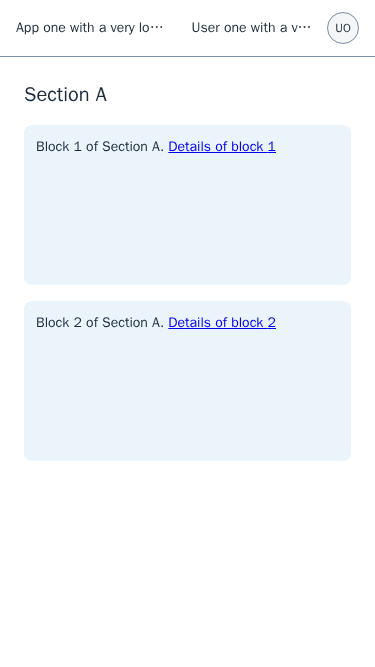 App one with a very lo··· User one with a v··· UO
Section A
Block 1 of Section A. Details of block 1
Block 2 of Section A. Details of block 2